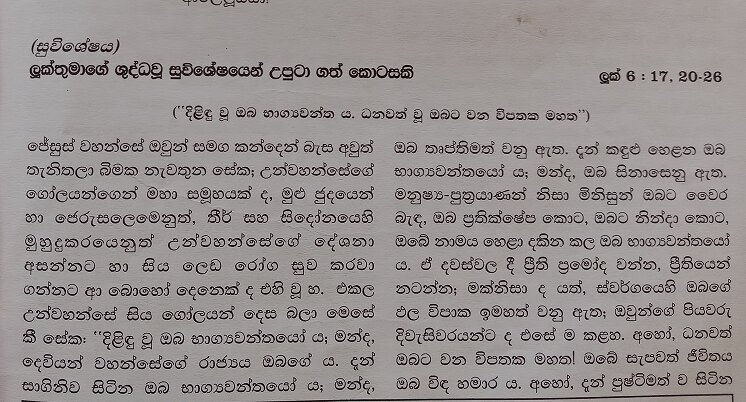 (සුවිශේෂය)
ලූක්තුමාගේ ශුද්ධවූ සුවිශේෂයෙන් උපුටා ගත් කොටසකි ලූක් 6 : 17, 20-26
("දිළිඳු වූ ඔබ භාග්‍යවන්ත ය. ධනවත් වූ ඔබට වන විපතක මහත")
ජේසුස් වහන්සේ ඔවුන් සමග කන්දෙන් බැස අවුත්
තැනිතලා බිමක නැවතුන සේක; උන්වහන්සේගේ
ගෝලයන්ගෙන් මහා සමූහයක් ද, මුළු ජුදයෙන්
හා ජෙරුසලෙමෙනුත්, තීර් සහ සිදෝනයෙහි
මුහුදුකරයෙනුත් උන්වහන්සේගේ දේශනා
අසන්නට හා සිය ලෙඩ රෝග සුව කරවා
ගන්නට ආ බොහෝ දෙනෙක් ද එහි වූ හ. එකල
උන්වහන්සේ සිය ගෝලයන් දෙස බලා මෙසේ
කී සේක: "දිළිඳු වූ ඔබ භාග්‍යවන්තයෝ ය; මන්ද,
දෙවියන් වහන්සේගේ රාජ්‍යය ඔබගේ ය. දැන්
සාගිනිව සිටින ඔබ භාග්‍යවන්තයෝ ය; මන්ද,
ඔබ තෘප්තිමත් වනු ඇත. දැන් කඳුළු හෙළන ඔබ
භාග්‍යවන්තයෝ ය; මන්ද, ඔබ සිනාසෙනු ඇත.
මනුෂ්‍ය-පුත්‍රයාණන් නිසා මිනිසුන් ඔබට වෛර
බැඳ, ඔබ ප්‍රතික්ෂේප කොට, ඔබට නින්දා කොට,
ඔබේ නාමය හෙළා දකින කල ඔබ භාග්‍යවන්තයෝ
ය. ඒ දවස්වල දී ප්‍රීති ප්‍රමෝද වන්න, ප්‍රීතියෙන්
නටන්න; මක්නිසා ද යත්, ස්වර්ගයෙහි ඔබගේ
ඵල විපාක ඉමහත් වනු ඇත; ඔවුන්ගේ පියවරු
දිවැසිවරයන්ට ද එසේ ම කළහ. අහෝ, ධනවත්
ඔබට වන විපතක මහත! ඔබේ සැපවත් ජීවිතය
ඔබ විඳ හමාර ය. අහෝ, දැන් පුෂ්ටිමත් ව සිටින